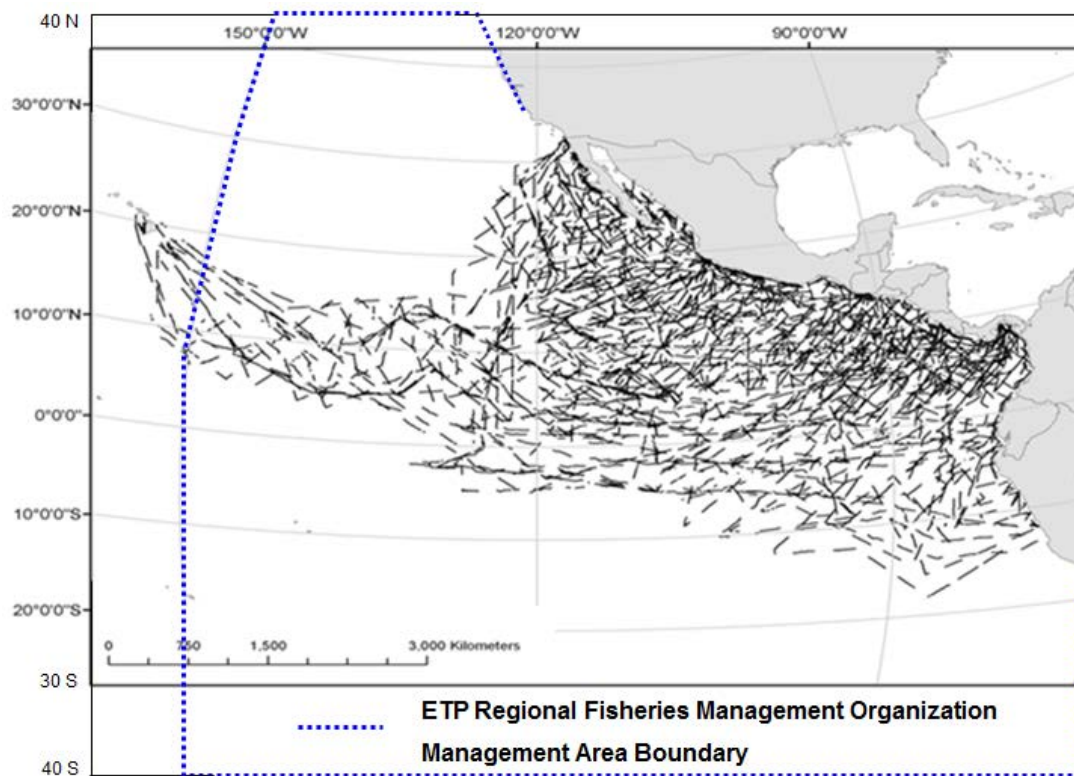 40 N
150°0'0"W 120°0'0"W 90°0'0"W
30°0'0"N
20°0'0"N
10°0'0"N
0°0'0"
10°0'0"S
20°0'0"S
0 750 1,500 3,000 Kilometers
30 S
ETP Regional Fisheries Management Organization
Management Area Boundary
40 S